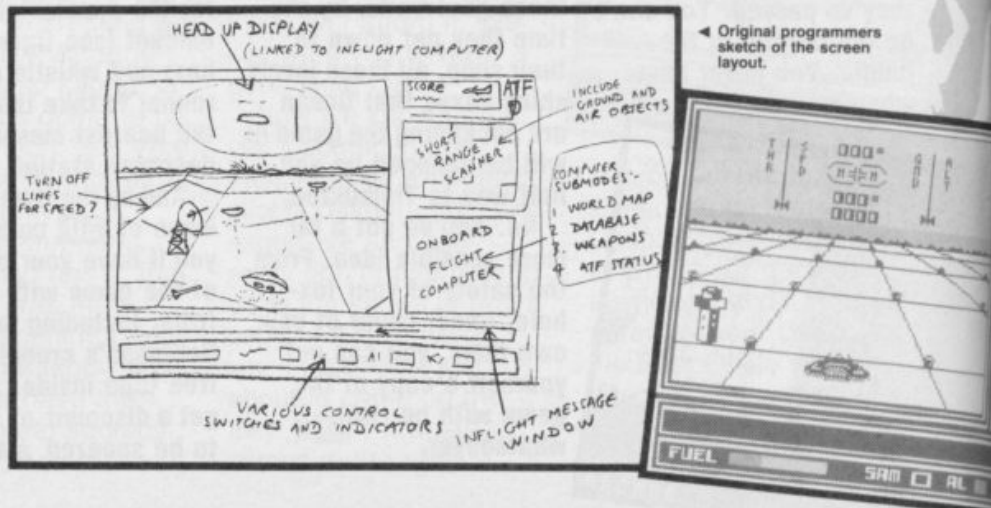 HEAD UP DISPLAY
(LINKED TO INFLIGHT COMPUTER)
SCORE
ATF
INCLUDE
GROUND AND
AIR OBJECTS
SHORT
RANGE
SCANNER
TURN OFF
LINES
FOR SPEED?
COMPUTER
SUBMODES:-
1 WORLD MAP
2. DATABASE
3. WEAPONS
4. ATF STATUS
ONBOARD
FLIGHT
COMPUTER
VARIOUS CONTROL
SWITCHES AND INDICATORS
INFLIGHT MESSAGE
WINDOW
◄ Original programmers
sketch of the screen
layout.
THR
SPD
GND
ALT
000°
000°
0000
FUEL
SAM
AL